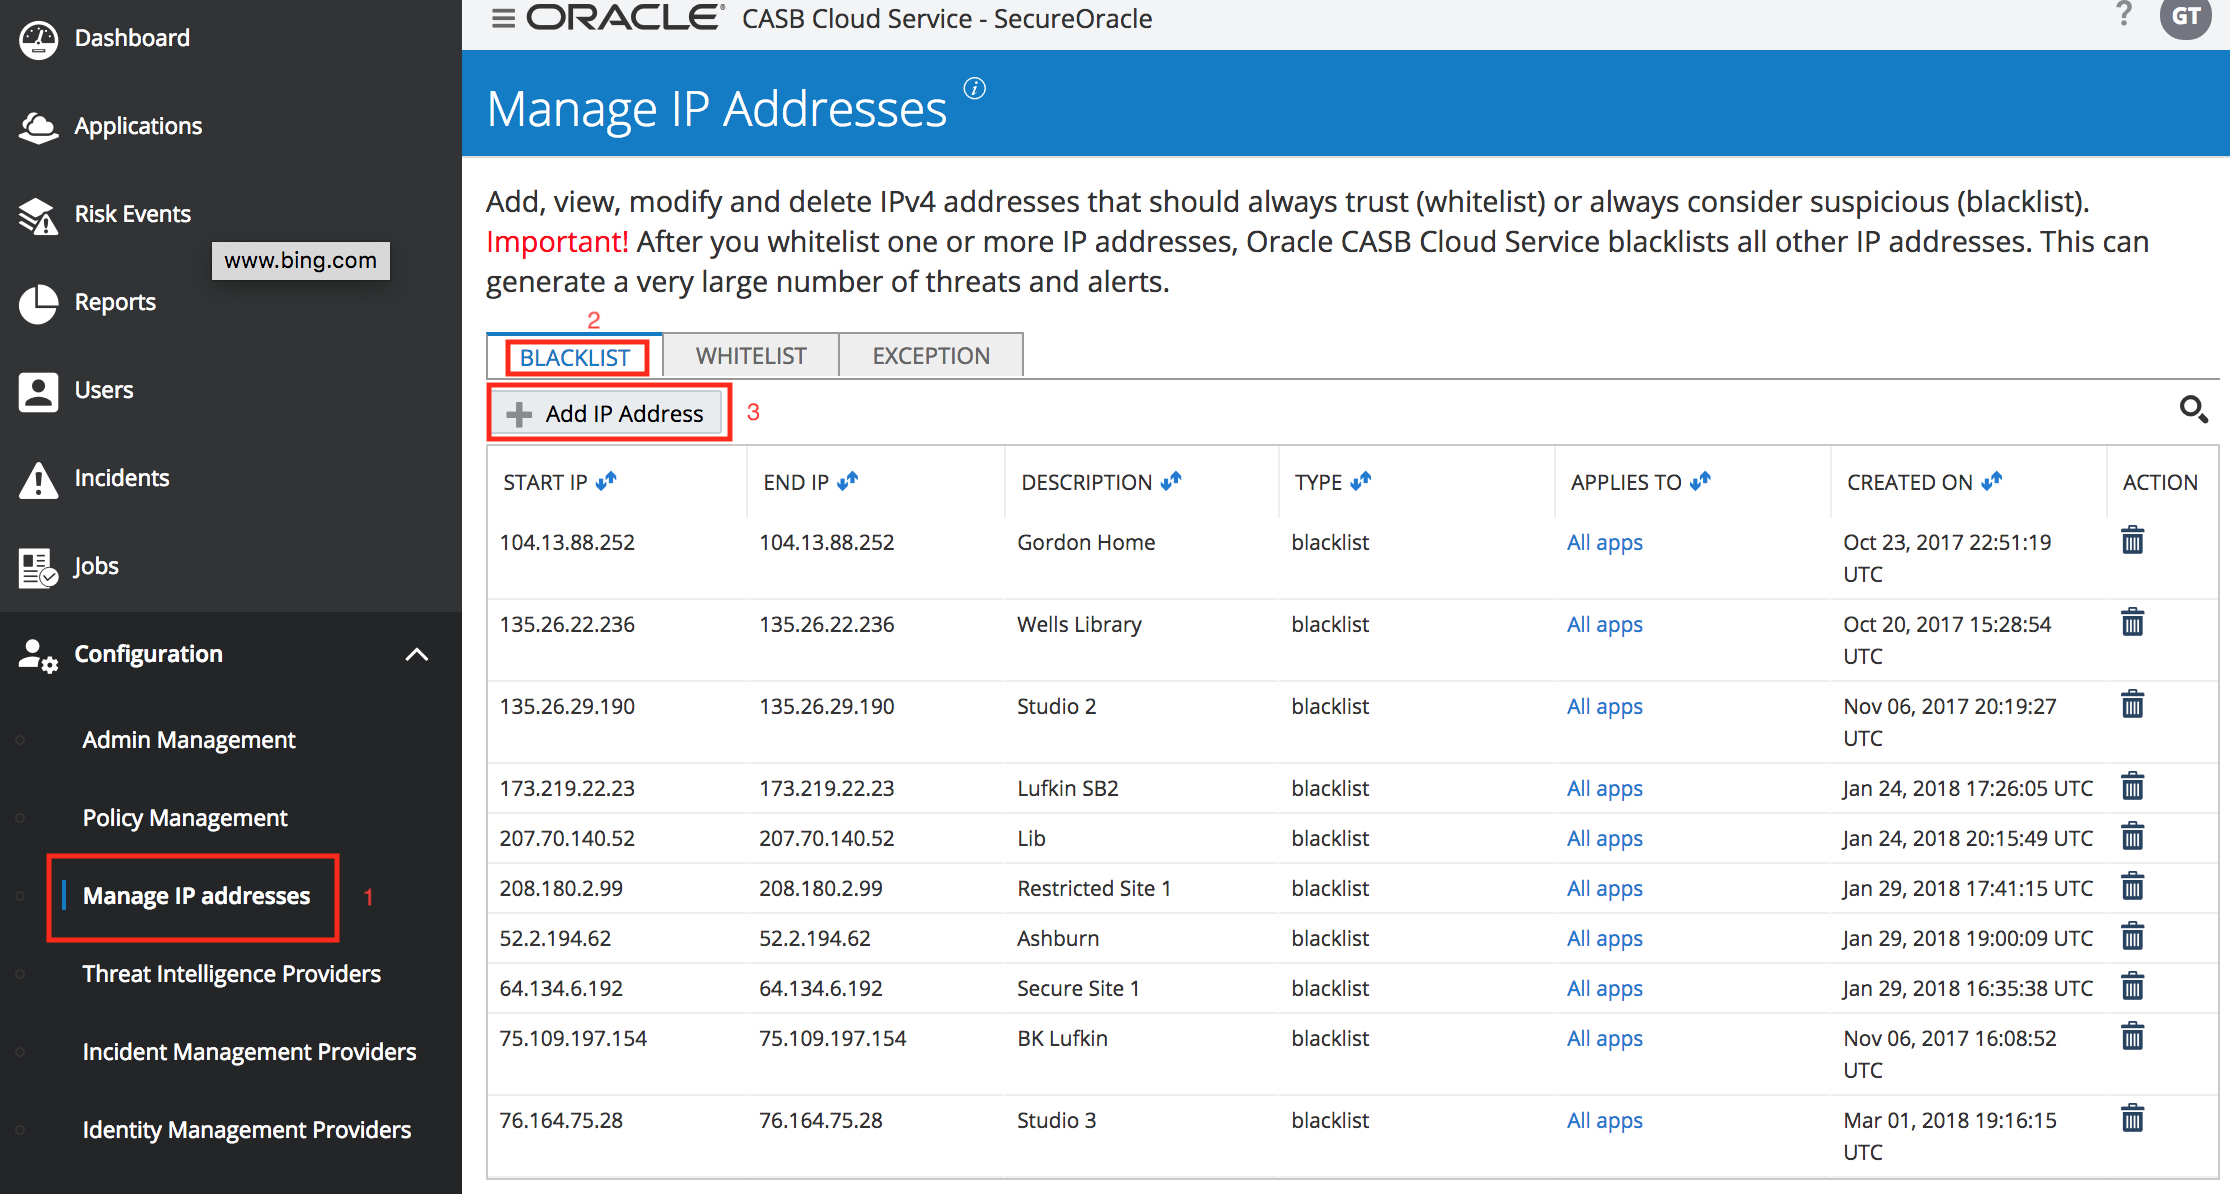 Dashboard
Applications
Risk Events
www.bing.com
Reports
Users
Incidents
Jobs
Configuration
Admin Management
Policy Management
Manage IP addresses 1
Threat Intelligence Providers
Incident Management Providers
Identity Management Providers
ORACLE® CASB Cloud Service - SecureOracle ? GT
Manage IP Addresses i
Add, view, modify and delete IPv4 addresses that should always trust (whitelist) or always consider suspicious (blacklist).
Important! After you whitelist one or more IP addresses, Oracle CASB Cloud Service blacklists all other IP addresses. This can
generate a very large number of threats and alerts.
2
BLACKLIST WHITELIST EXCEPTION
Add IP Address 3
START IP END IP DESCRIPTION TYPE APPLIES TO CREATED ON ACTION
104.13.88.252 104.13.88.252 Gordon Home blacklist All apps Oct 23, 2017 22:51:19
UTC
135.26.22.236 135.26.22.236 Wells Library blacklist All apps Oct 20, 2017 15:28:54
UTC
135.26.29.190 135.26.29.190 Studio 2 blacklist All apps Nov 06, 2017 20:19:27
UTC
173.219.22.23 173.219.22.23 Lufkin SB2 blacklist All apps Jan 24, 2018 17:26:05 UTC
207.70.140.52 207.70.140.52 Lib blacklist All apps Jan 24, 2018 20:15:49 UTC
208.180.2.99 208.180.2.99 Restricted Site 1 blacklist All apps Jan 29, 2018 17:41:15 UTC
52.2.194.62 52.2.194.62 Ashburn blacklist All apps Jan 29, 2018 19:00:09 UTC
64.134.6.192 64.134.6.192 Secure Site 1 blacklist All apps Jan 29, 2018 16:35:38 UTC
75.109.197.154 75.109.197.154 BK Lufkin blacklist All apps Nov 06, 2017 16:08:52
UTC
76.164.75.28 76.164.75.28 Studio 3 blacklist All apps Mar 01, 2018 19:16:15
UTC